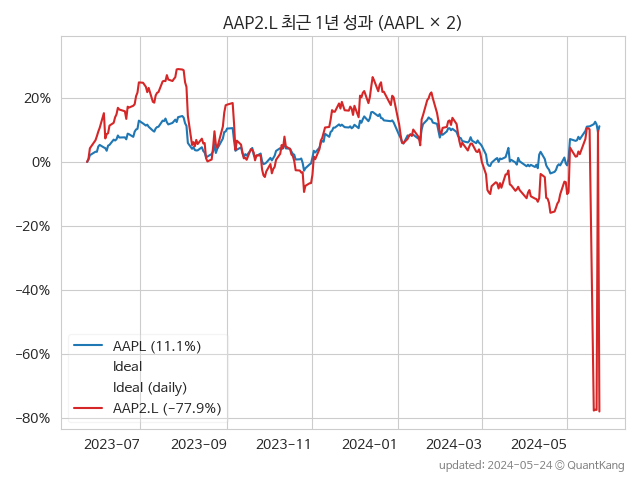 AAP2.L 최근 1년 성과 (AAPL × 2)
20%
0%
−20%
−40%
−60%
−80%
AAPL (11.1%)
Ideal
Ideal (daily)
AAP2.L (−77.9%)
2023−07
2023−09
2023−11
2024−01
2024−03
2024−05
updated: 2024−05−24 © QuantKang